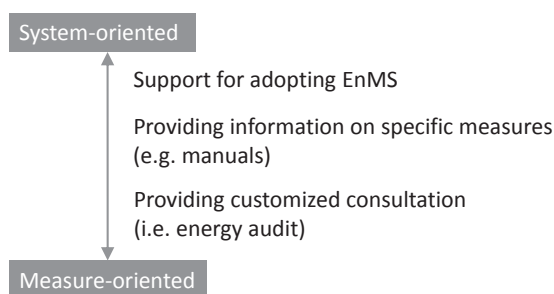 System-oriented
Support for adopting EnMS
Providing information on specific measures
(e.g. manuals)
Providing customized consultation
(i.e. energy audit)
Measure-oriented